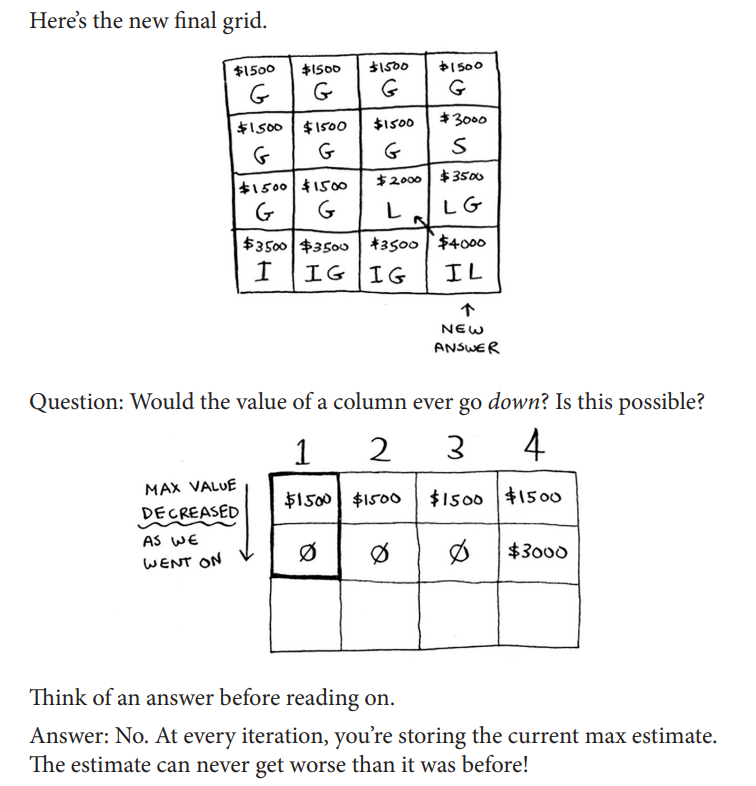 Here's the new final grid.
$1500 $1500 $1500 $1500
G G G G
$1500 $1500 $1500 $3000
G G G S
$1500 $1500 $2000 $3500
G G L LG
$3500 $3500 $3500 $4000
I IG IG IL
↑
NEW
ANSWER
Question: Would the value of a column ever go down? Is this possible?
1 2 3 4
MAX VALUE
DECREASED
AS WE
WENT ON
$1500 $1500 $1500 $1500
Ø Ø Ø $3000
Think of an answer before reading on.
Answer: No. At every iteration, you're storing the current max estimate.
The estimate can never get worse than it was before!